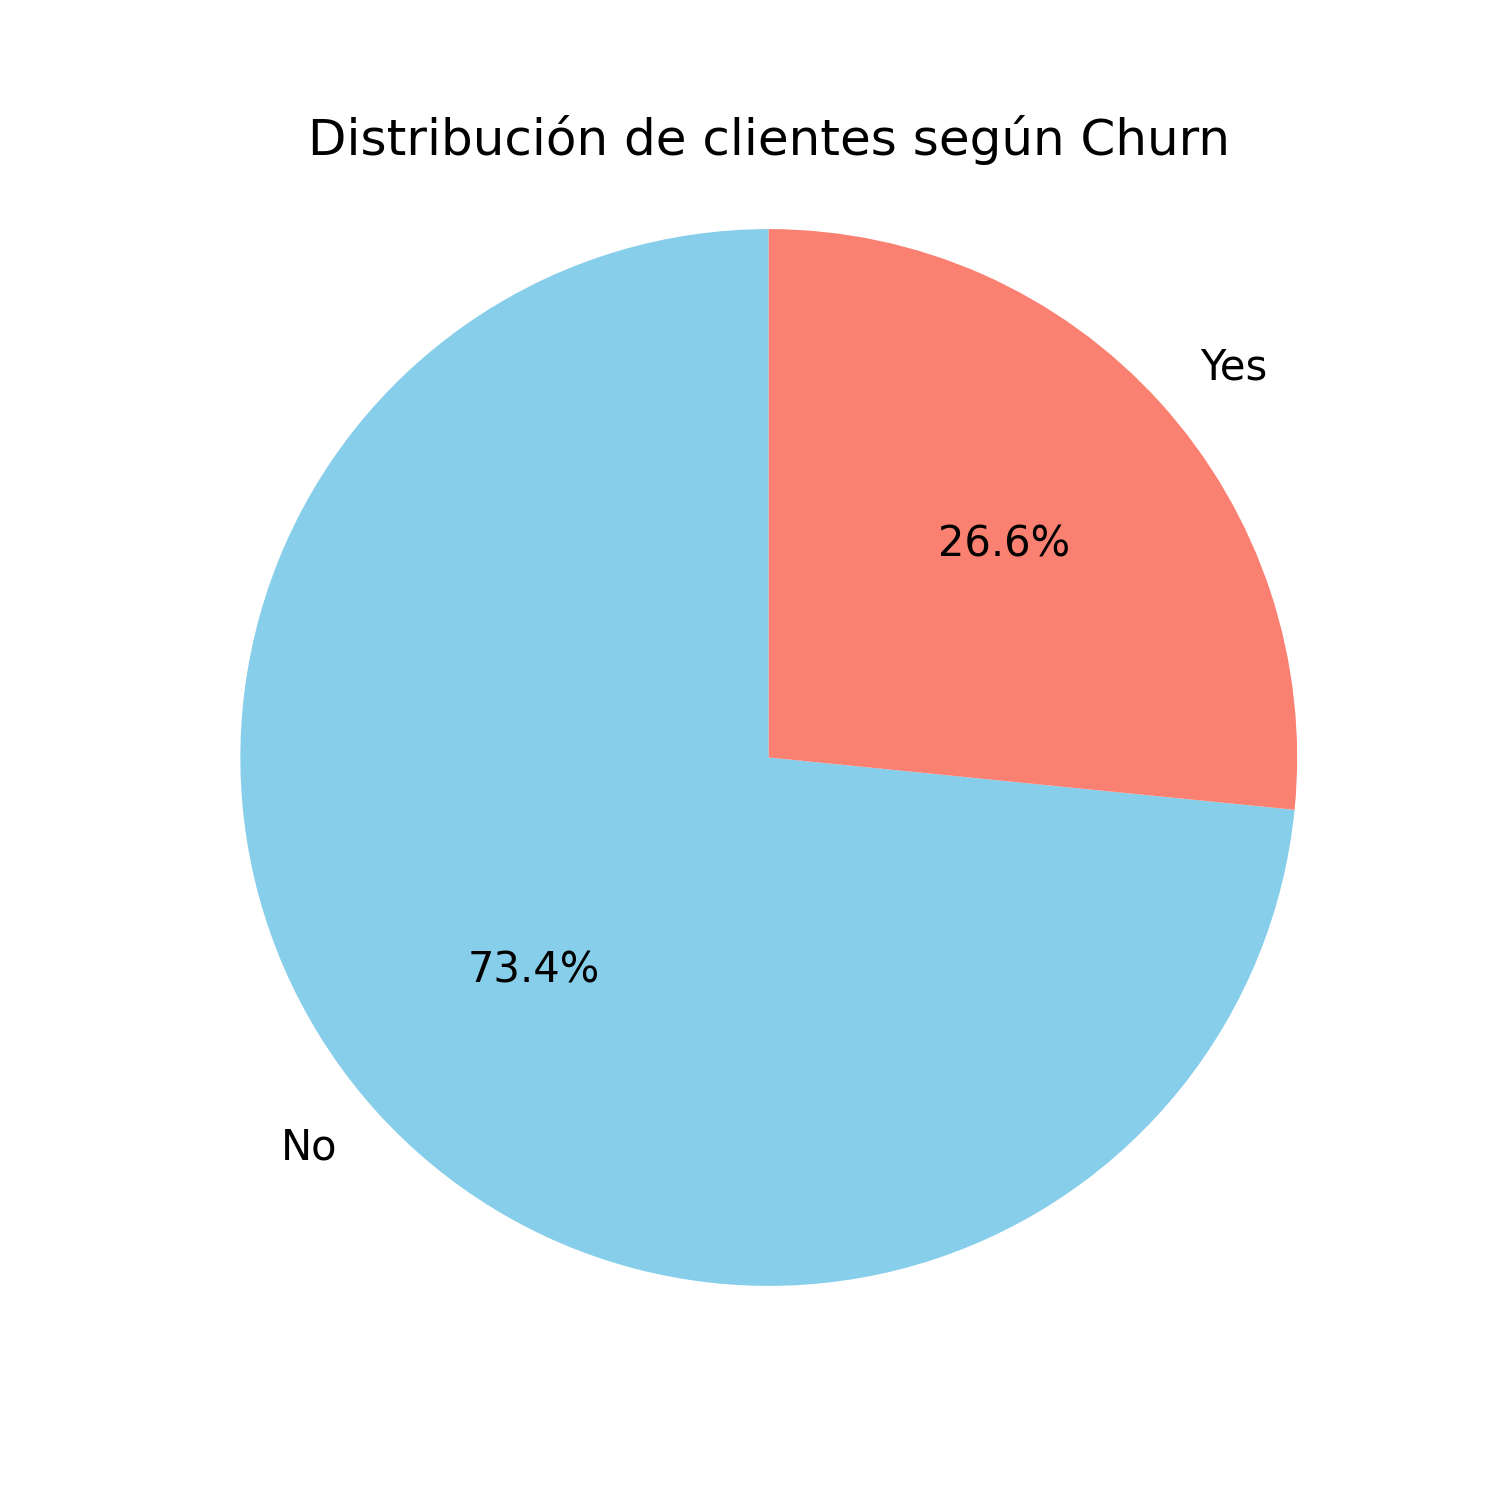 Distribución de clientes según Churn
Yes
26.6%
73.4%
No